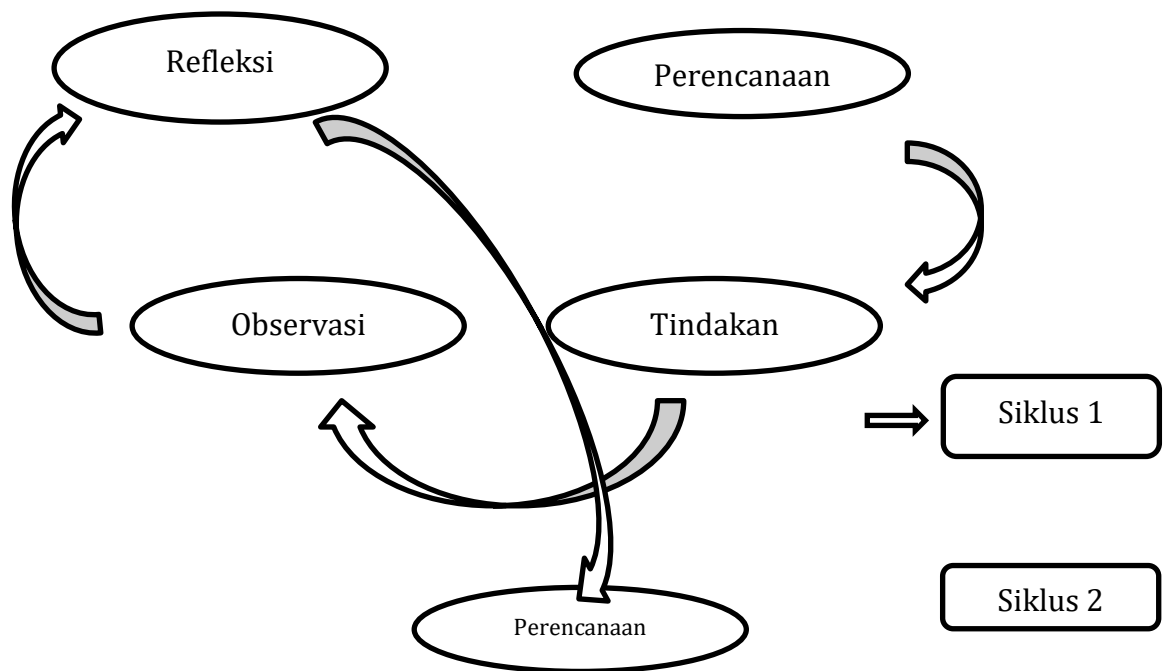 Refleksi
Perencanaan
Observasi
Tindakan
Siklus 1
Siklus 2
Perencanaan